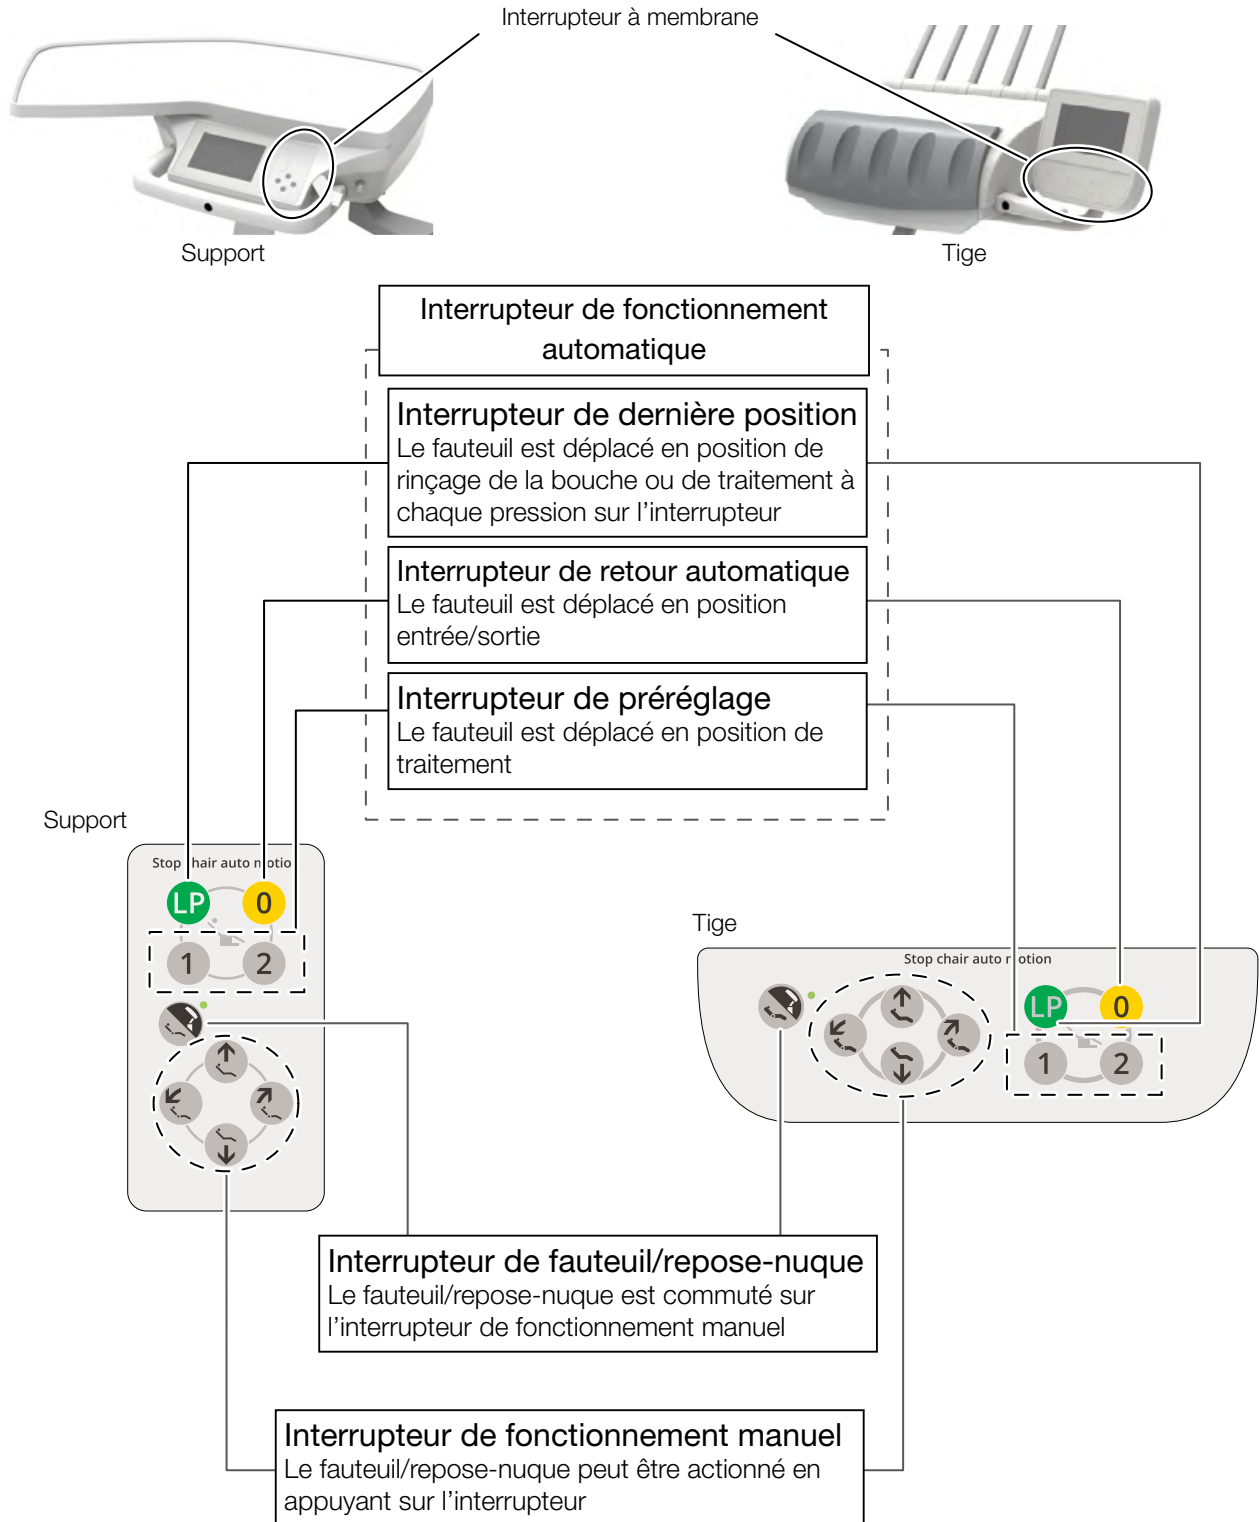 Interrupteur à membrane
Support
Tige
Interrupteur de fonctionnement
automatique
Interrupteur de dernière position
Le fauteuil est déplacé en position de
rinçage de la bouche ou de traitement à
chaque pression sur l’interrupteur
Interrupteur de retour automatique
Le fauteuil est déplacé en position
entrée/sortie
Interrupteur de préréglage
Le fauteuil est déplacé en position de
traitement
Support
Stop chair auto motion
LP 0
1 2
Tige
Stop chair auto motion
LP 0
1 2
Interrupteur de fauteuil/repose-nuque
Le fauteuil/repose-nuque est commuté sur
l’interrupteur de fonctionnement manuel
Interrupteur de fonctionnement manuel
Le fauteuil/repose-nuque peut être actionné en
appuyant sur l’interrupteur